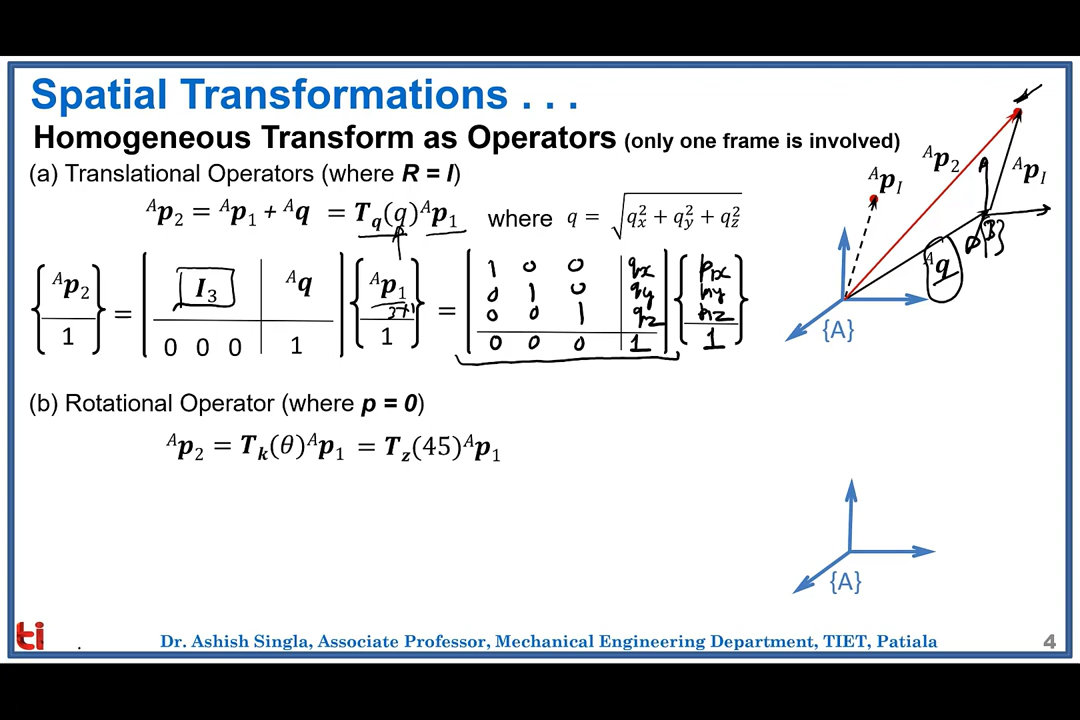 Spatial Transformations . . .
Homogeneous Transform as Operators (only one frame is involved)
(a) Translational Operators (where R = I)
ᴬp₂ = ᴬp₁ + ᴬq = T_q(q)ᴬp₁ where q = √(q_x² + q_y² + q_z²)
{ᴬp₂ / 1} = [I₃ ᴬq / 0 0 0 1] {ᴬp₁ 3×1 / 1} = [1 0 0 qx / 0 1 0 qy / 0 0 1 qz / 0 0 0 1] {px / py / pz / 1}
ᴬp_I
ᴬp₂
ᴬp_I
ᴬq
{B}
{A}
(b) Rotational Operator (where p = 0)
ᴬp₂ = T_k(θ)ᴬp₁ = T_z(45)ᴬp₁
{A}
ti
Dr. Ashish Singla, Associate Professor, Mechanical Engineering Department, TIET, Patiala
4